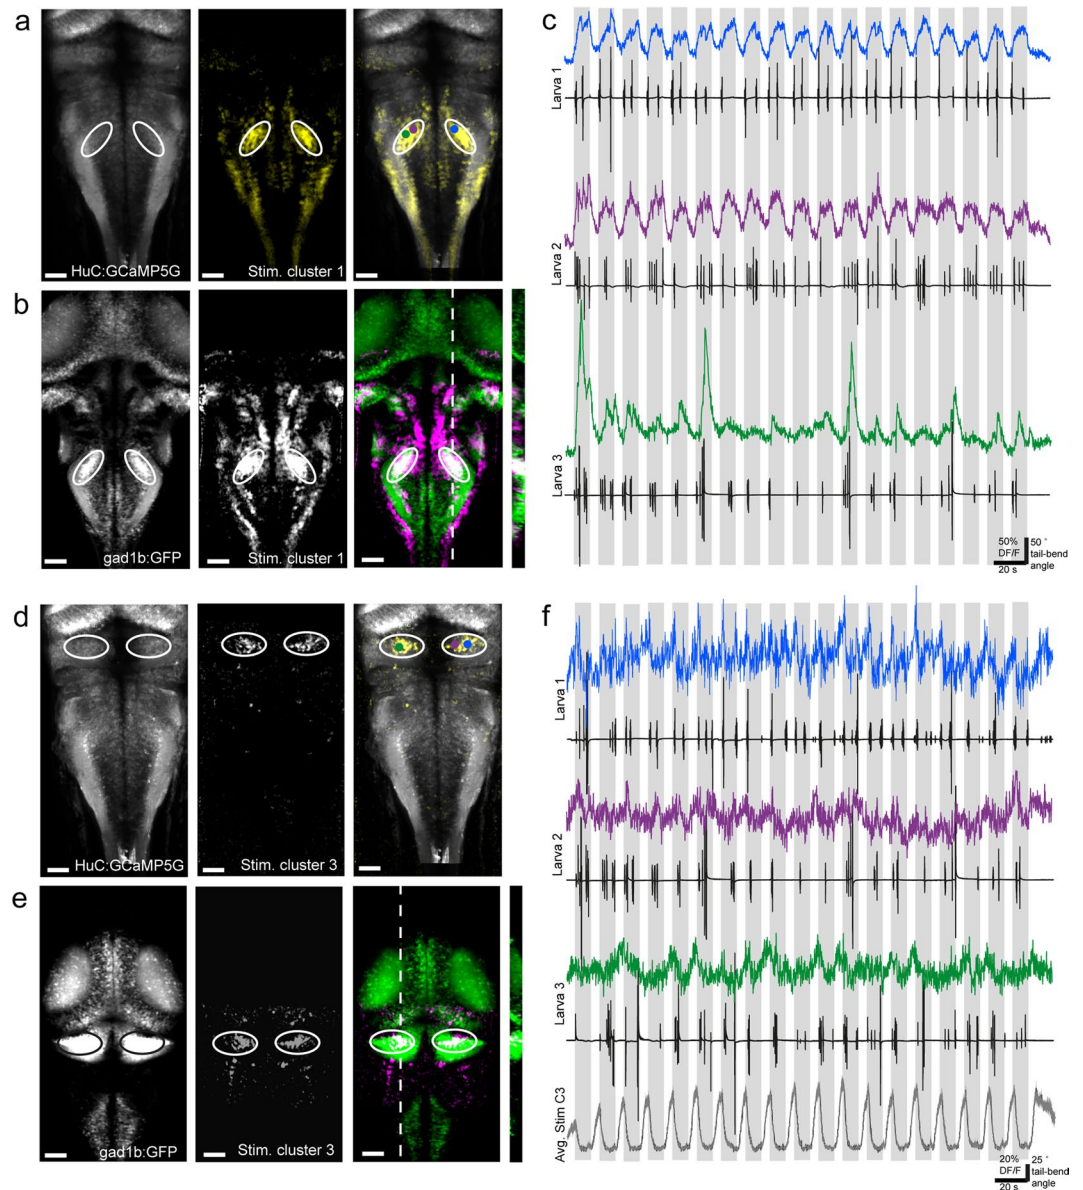 a
HuC:GCaMP5G
Stim. cluster 1
b
gad1b:GFP
Stim. cluster 1
c
Larva 1
Larva 2
Larva 3
50% 50 °
DF/F tail-bend
20 s angle
d
HuC:GCaMP5G
Stim. cluster 3
e
gad1b:GFP
Stim. cluster 3
f
Larva 1
Larva 2
Larva 3
Avg. Stim C3
20% 25 °
DF/F tail-bend
20 s angle